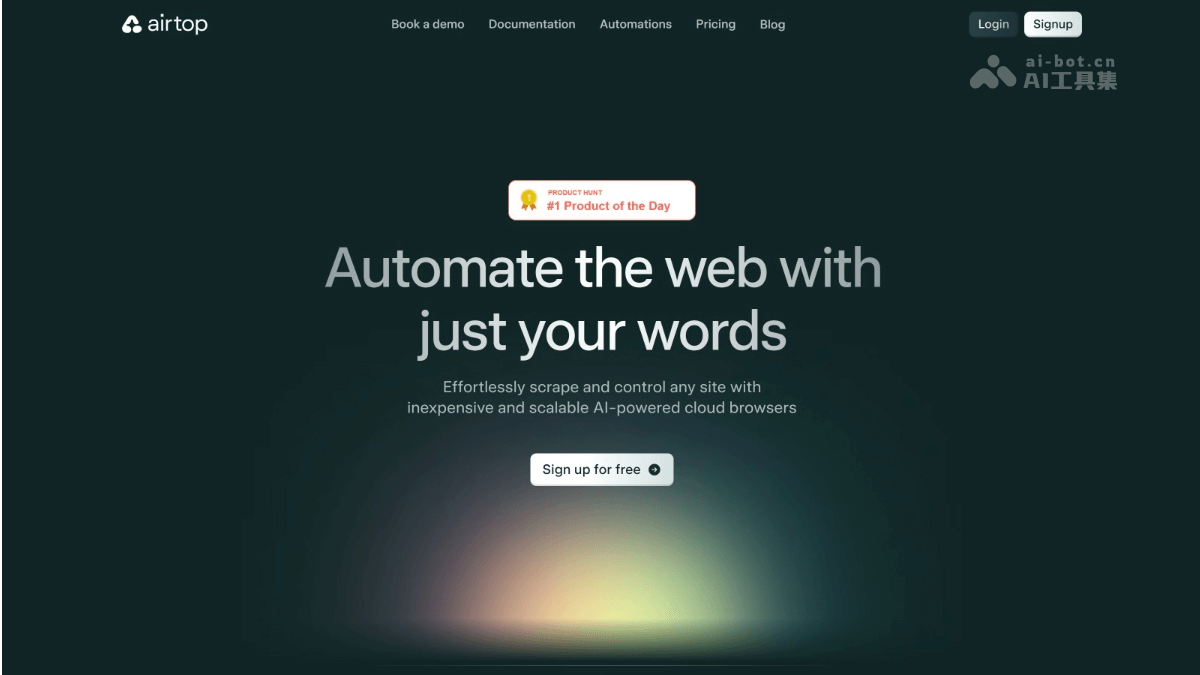 airtop
Book a demo Documentation Automations Pricing Blog
Login Signup
ai-bot.cn
AI工具集
PRODUCT HUNT
#1 Product of the Day
Automate the web with
just your words
Effortlessly scrape and control any site with
inexpensive and scalable AI-powered cloud browsers
Sign up for free